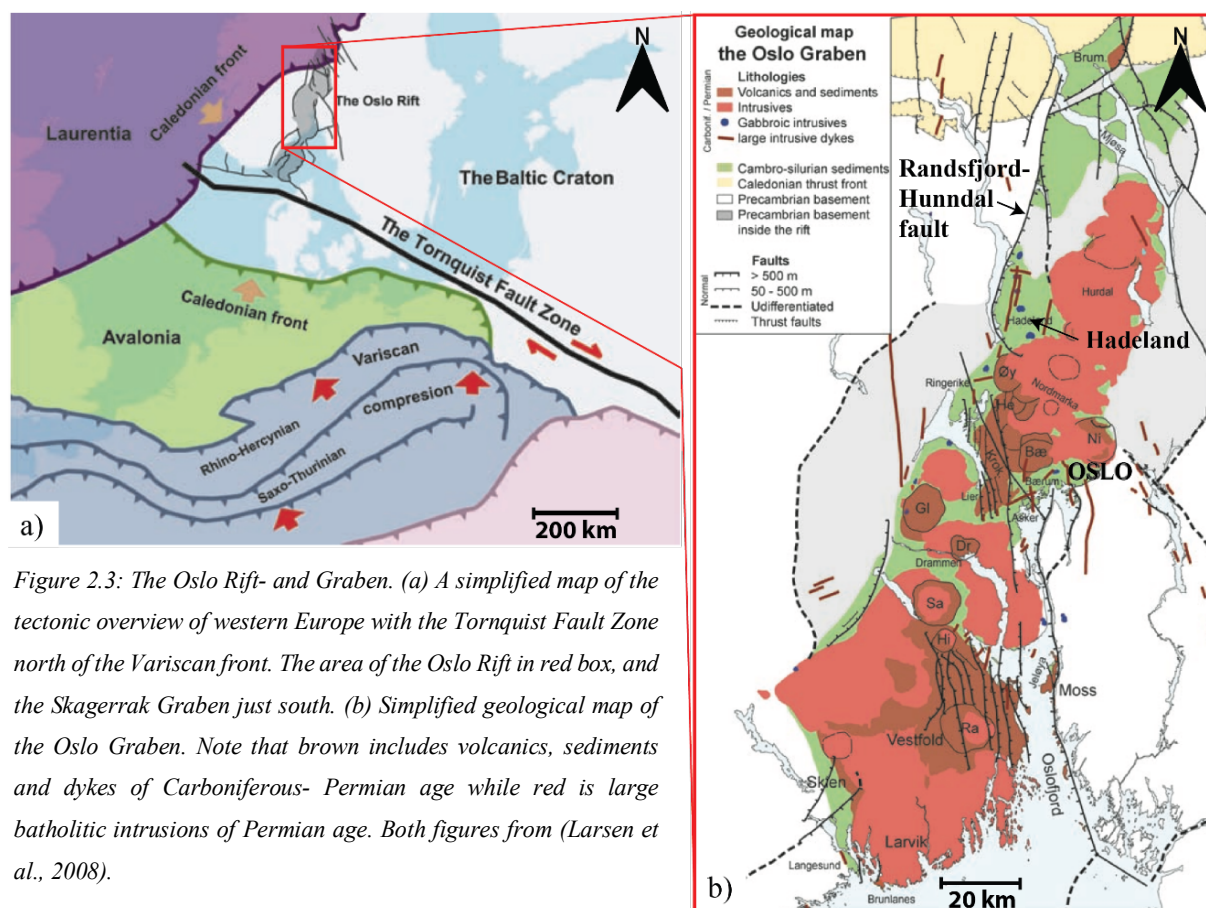 N
Caledonian front
The Oslo Rift
Laurentia
The Baltic Craton
The Tornquist Fault Zone
Caledonian front
Avalonia
Variscan
compresion
Rhino-Hercynian
Saxo-Thurinian
200 km
a)
Figure 2.3: The Oslo Rift- and Graben. (a) A simplified map of the
tectonic overview of western Europe with the Tornquist Fault Zone
north of the Variscan front. The area of the Oslo Rift in red box, and
the Skagerrak Graben just south. (b) Simplified geological map of
the Oslo Graben. Note that brown includes volcanics, sediments
and dykes of Carboniferous- Permian age while red is large
batholitic intrusions of Permian age. Both figures from (Larsen et
al., 2008).
Geological map
the Oslo Graben
Lithologies
Carbonif. / Permian
Volcanics and sediments
Intrusives
Gabbroic intrusives
large intrusive dykes
Cambro-silurian sediments
Caledonian thrust front
Precambrian basement
Precambrian basement
inside the rift
Faults
Normal
> 500 m
50 - 500 m
Udifferentiated
Thrust faults
N
Brum.
Mjøsa
Randsfjord-
Hunndal
fault
Hurdal
Hadeland
Hadeland
Øy
Ringerike
Nordmarka
He
Ni
Krok
Bæ
OSLO
Bærum
Lier
Asker
Gl
Dr
Drammen
Sa
Hi
Jeløya
Moss
Ra
Vestfold
Oslofjord
Skien
Larvik
Langesund
Brunlanes
20 km
b)